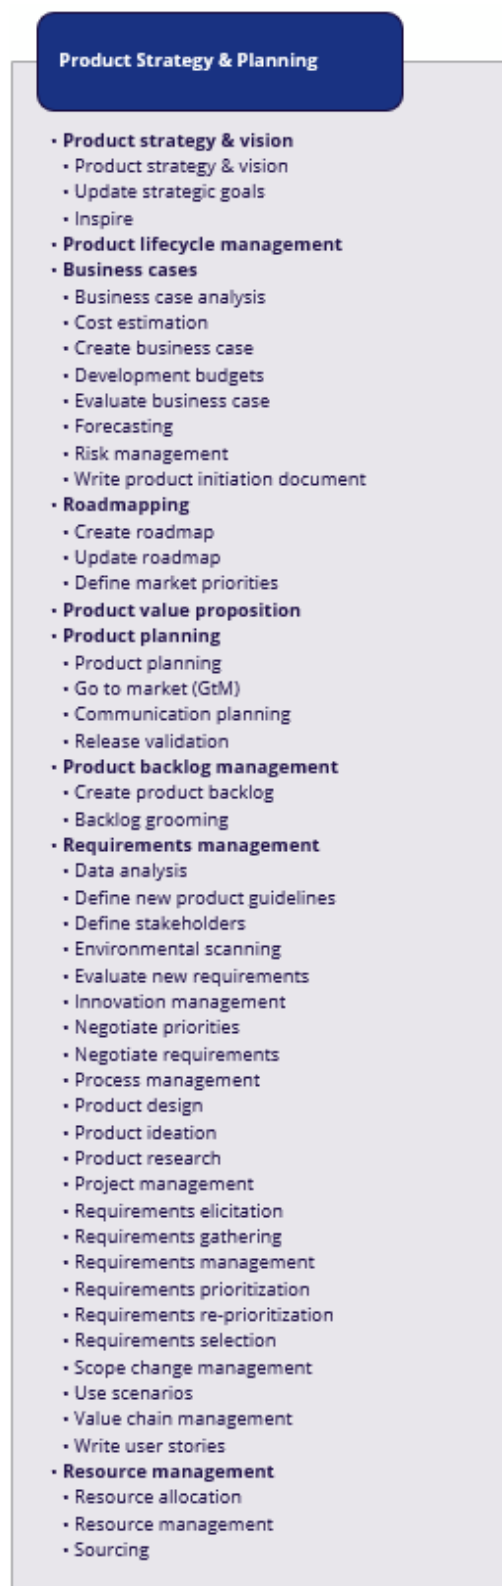 Product Strategy & Planning
• Product strategy & vision
• Product strategy & vision
• Update strategic goals
• Inspire
• Product lifecycle management
• Business cases
• Business case analysis
• Cost estimation
• Create business case
• Development budgets
• Evaluate business case
• Forecasting
• Risk management
• Write product initiation document
• Roadmapping
• Create roadmap
• Update roadmap
• Define market priorities
• Product value proposition
• Product planning
• Product planning
• Go to market (GtM)
• Communication planning
• Release validation
• Product backlog management
• Create product backlog
• Backlog grooming
• Requirements management
• Data analysis
• Define new product guidelines
• Define stakeholders
• Environmental scanning
• Evaluate new requirements
• Innovation management
• Negotiate priorities
• Negotiate requirements
• Process management
• Product design
• Product ideation
• Product research
• Project management
• Requirements elicitation
• Requirements gathering
• Requirements management
• Requirements prioritization
• Requirements re-prioritization
• Requirements selection
• Scope change management
• Use scenarios
• Value chain management
• Write user stories
• Resource management
• Resource allocation
• Resource management
• Sourcing